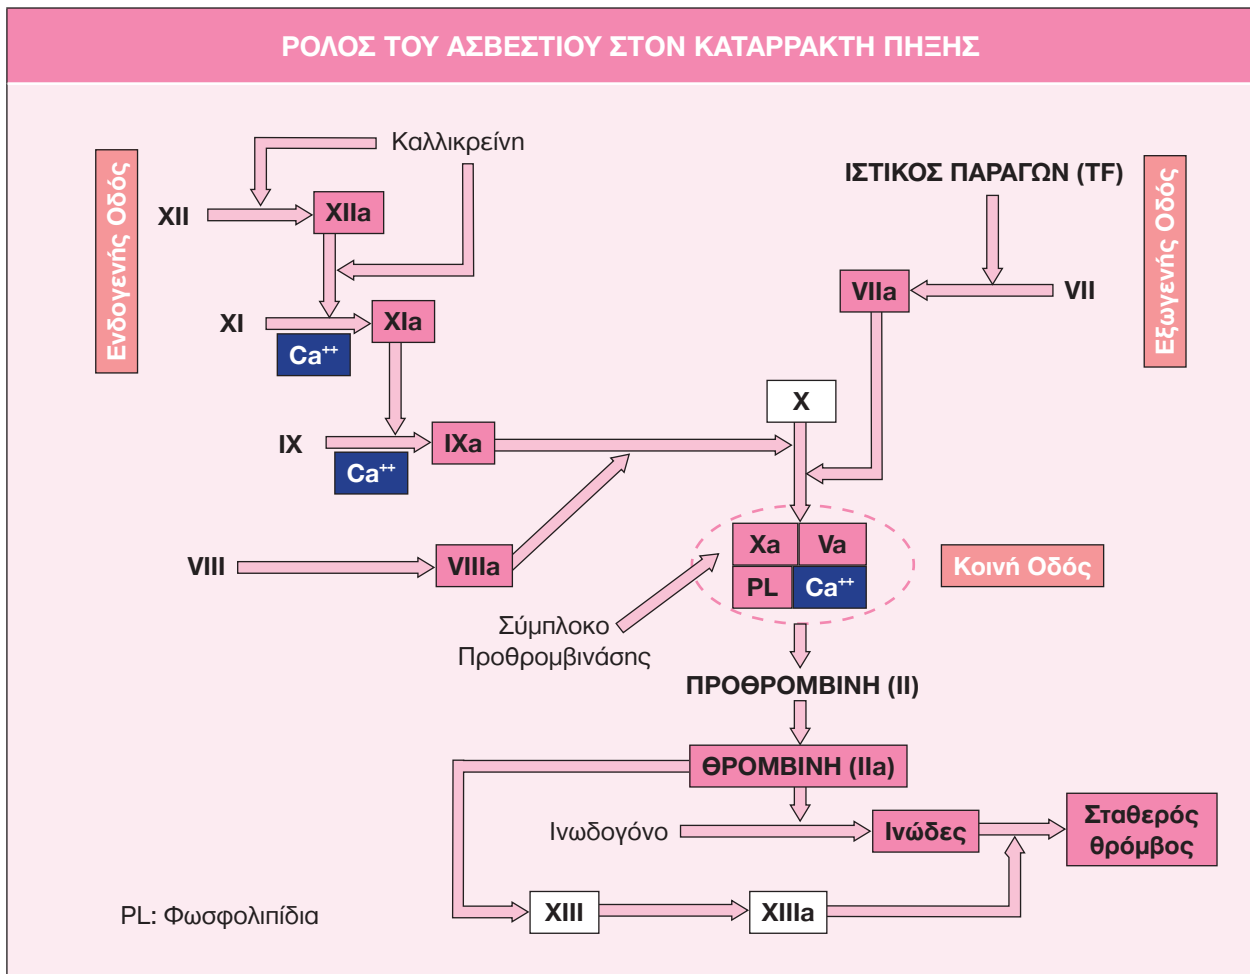 ΡΟΛΟΣ ΤΟΥ ΑΣΒΕΣΤΙΟΥ ΣΤΟΝ ΚΑΤΑΡΡΑΚΤΗ ΠΗΞΗΣ
Ενδογενής Οδός
Καλλικρεΐνη
ΙΣΤΙΚΟΣ ΠΑΡΑΓΩΝ (TF)
Εξωγενής Οδός
XII
XIIa
VIIa
VII
XI
XIa
Ca++
X
IX
IXa
Ca++
VIII
VIIIa
Xa
Va
PL
Ca++
Κοινή Οδός
Σύμπλοκο
Προθρομβινάσης
ΠΡΟΘΡΟΜΒΙΝΗ (II)
ΘΡΟΜΒΙΝΗ (IIa)
Ινωδογόνο
Ινώδες
Σταθερός
θρόμβος
XIII
XIIIa
PL: Φωσφολιπίδια